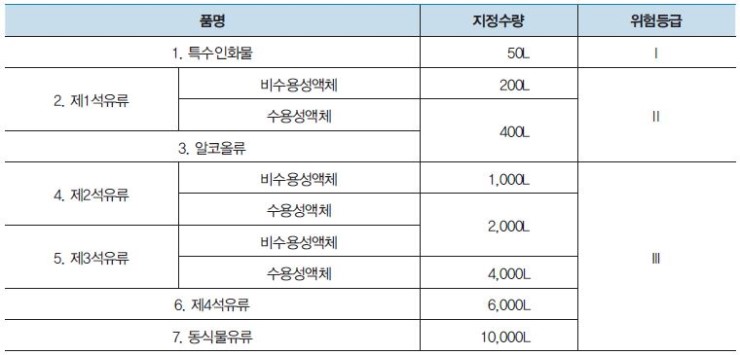 품명 지정수량 위험등급
1. 특수인화물 50L Ⅰ
2. 제1석유류 비수용성액체 200L Ⅱ
수용성액체 400L
3. 알코올류
4. 제2석유류 비수용성액체 1,000L Ⅲ
수용성액체 2,000L
5. 제3석유류 비수용성액체
수용성액체 4,000L
6. 제4석유류 6,000L
7. 동식물유류 10,000L